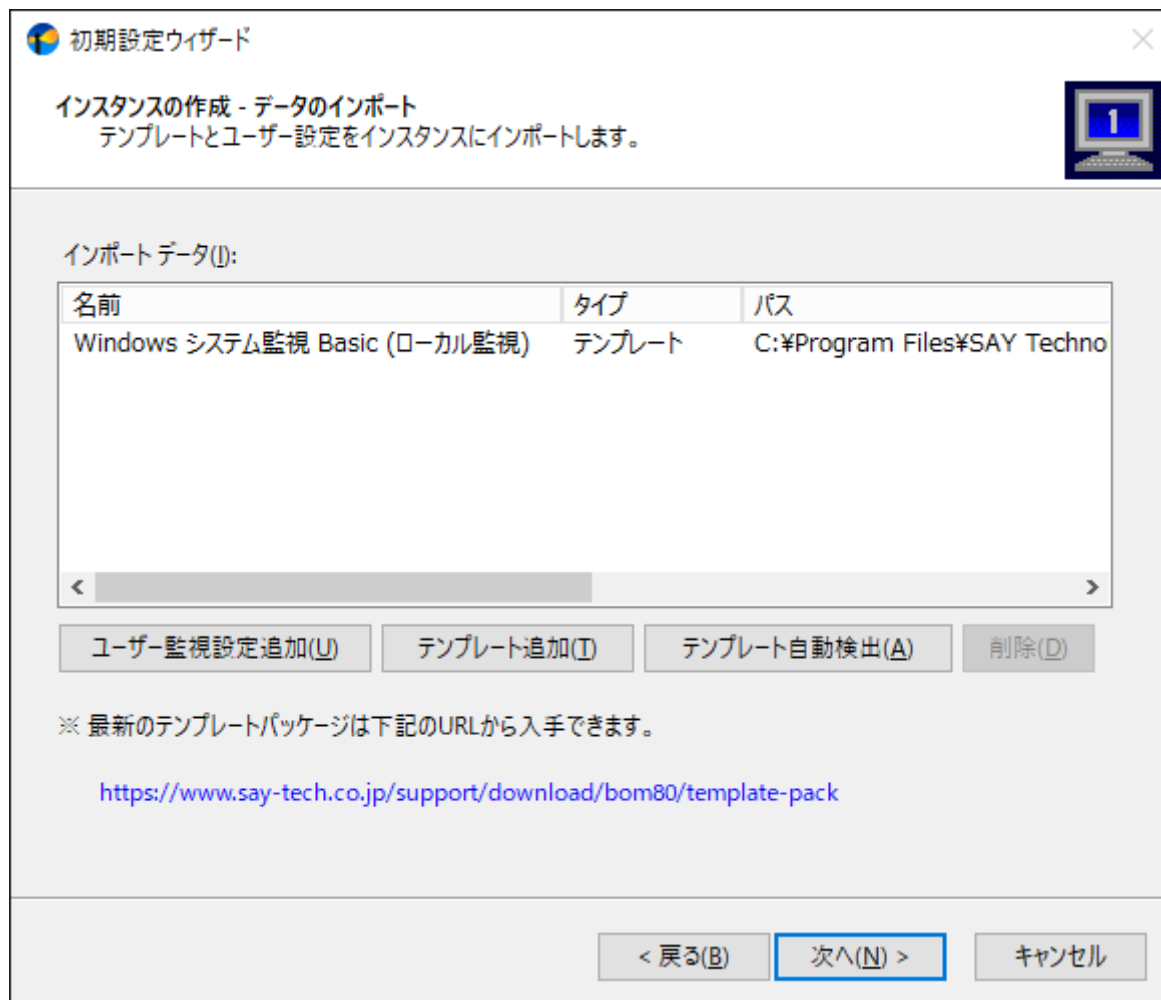 初期設定ウィザード
インスタンスの作成 - データのインポート
テンプレートとユーザー設定をインスタンスにインポートします。
1
インポート データ(I):
名前 タイプ パス
Windows システム監視 Basic (ローカル監視) テンプレート C:¥Program Files¥SAY Techno
ユーザー監視設定追加(U) テンプレート追加(T) テンプレート自動検出(A) 削除(D)
※ 最新のテンプレートパッケージは下記のURLから入手できます。
https://www.say-tech.co.jp/support/download/bom80/template-pack
< 戻る(B) 次へ(N) > キャンセル